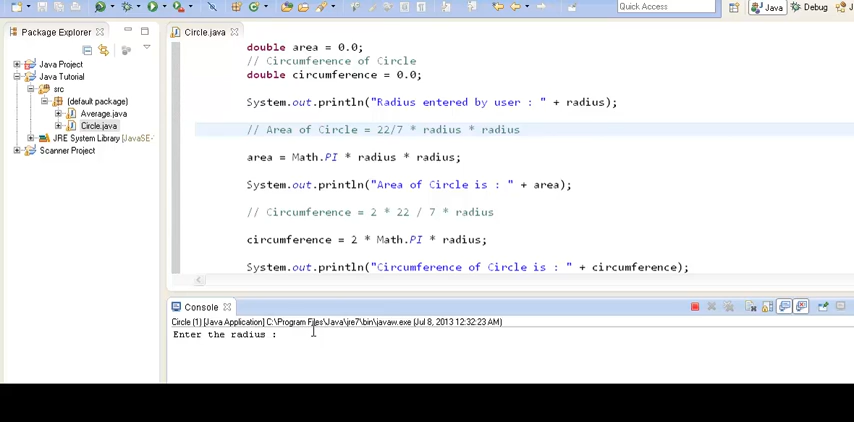 Quick Access
Java
Debug
Package Explorer
Java Project
Java Tutorial
src
(default package)
Average.java
Circle.java
JRE System Library [JavaSE-
Scanner Project
Circle.java
double area = 0.0;
// Circumference of Circle
double circumference = 0.0;
System.out.println("Radius entered by user : " + radius);
// Area of Circle = 22/7 * radius * radius
area = Math.PI * radius * radius;
System.out.println("Area of Circle is : " + area);
// Circumference = 2 * 22 / 7 * radius
circumference = 2 * Math.PI * radius;
System.out.println("Circumference of Circle is : " + circumference);
Console
Circle (1) [Java Application] C:\Program Files\Java\jre7\bin\javaw.exe (Jul 8, 2013 12:32:23 AM)
Enter the radius :